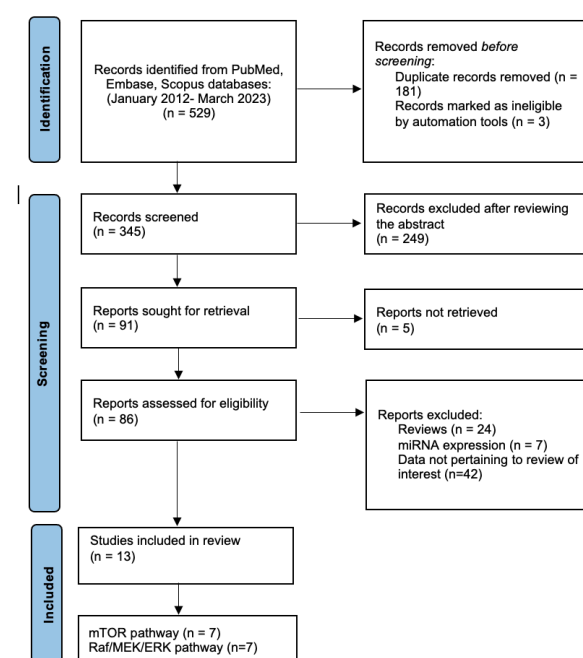 Identification
Records identified from PubMed,
Embase, Scopus databases:
(January 2012- March 2023)
(n = 529)
Records removed before
screening:
Duplicate records removed (n =
181)
Records marked as ineligible
by automation tools (n = 3)
Screening
Records screened
(n = 345)
Records excluded after reviewing
the abstract
(n = 249)
Reports sought for retrieval
(n = 91)
Reports not retrieved
(n = 5)
Reports assessed for eligibility
(n = 86)
Reports excluded:
Reviews (n = 24)
miRNA expression (n = 7)
Data not pertaining to review of
interest (n=42)
Included
Studies included in review
(n = 13)
mTOR pathway (n = 7)
Raf/MEK/ERK pathway (n=7)